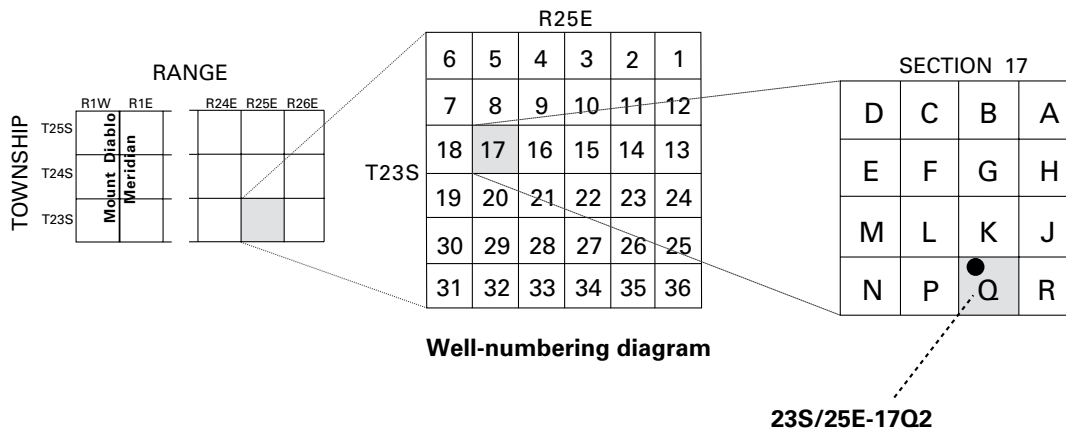 RANGE
R1W R1E R24E R25E R26E
TOWNSHIP
T25S
T24S
T23S
Mount Diablo
Meridian
R25E
T23S
6 5 4 3 2 1
7 8 9 10 11 12
18 17 16 15 14 13
19 20 21 22 23 24
30 29 28 27 26 25
31 32 33 34 35 36
Well-numbering diagram
SECTION 17
D C B A
E F G H
M L K J
N P Q R
23S/25E-17Q2